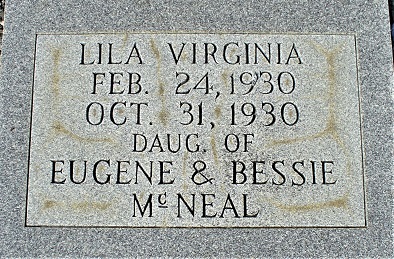 LILA VIRGINIA
FEB. 24, 1930
OCT. 31, 1930
DAUG. OF
EUGENE & BESSIE
McNEAL